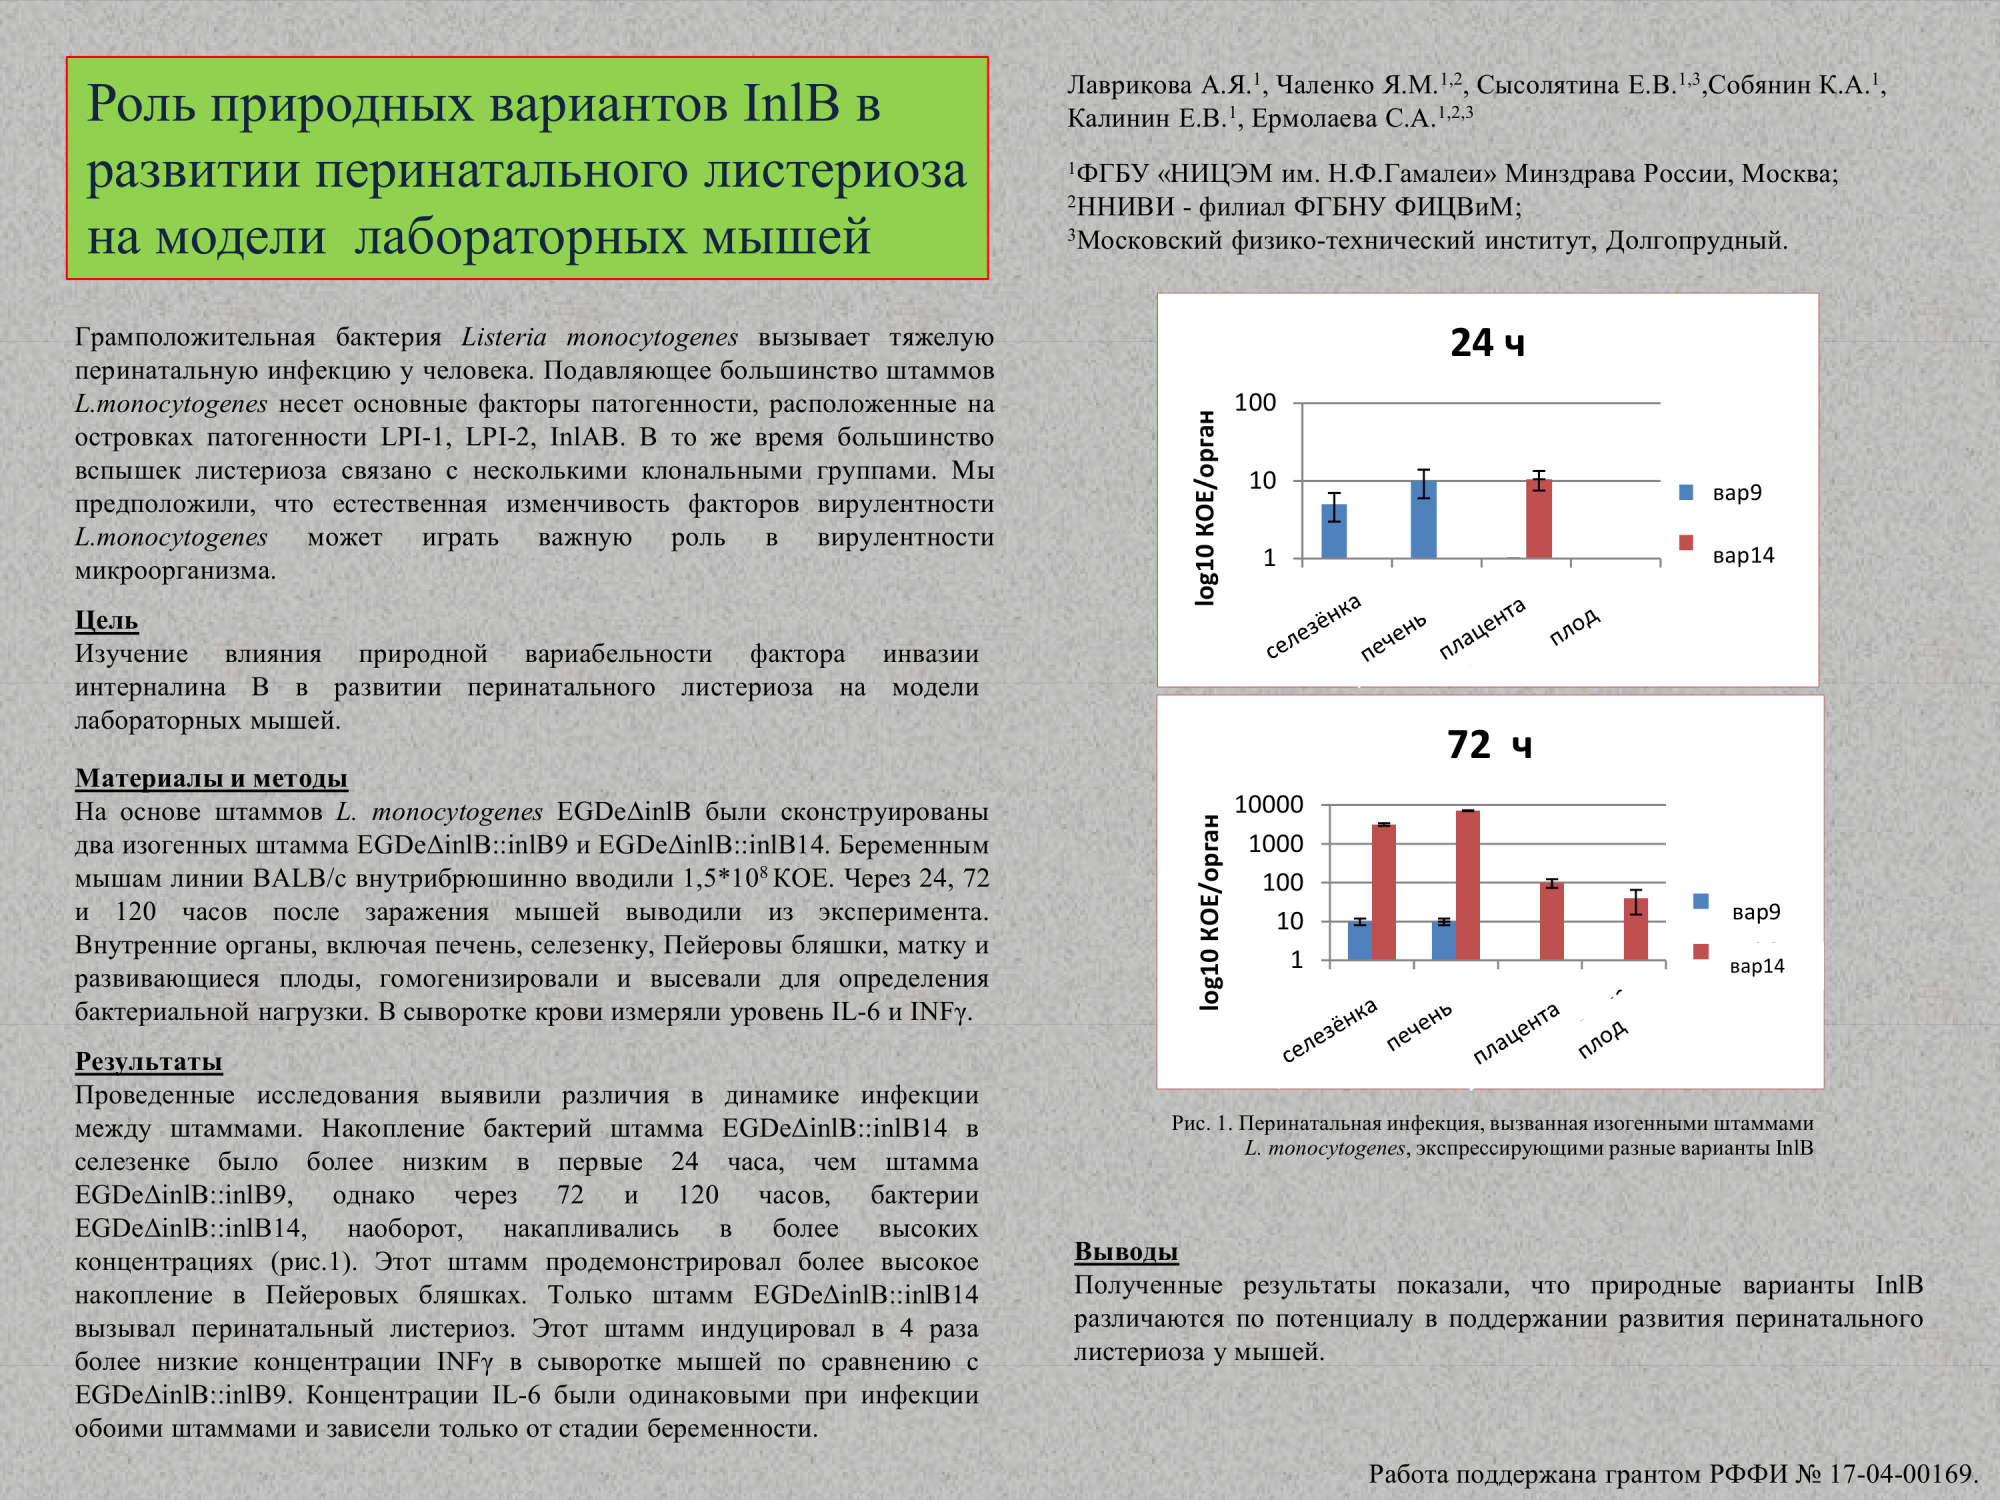 Роль природных вариантов InlB в
развитии перинатального листериоза
на модели лабораторных мышей
Лаврикова А.Я.¹, Чаленко Я.М.¹,², Сысолятина Е.В.¹,³,Собянин К.А.¹,
Калинин Е.В.¹, Ермолаева С.А.¹,²,³
¹ФГБУ «НИЦЭМ им. Н.Ф.Гамалеи» Минздрава России, Москва;
²ННИВИ - филиал ФГБНУ ФИЦВиМ;
³Московский физико-технический институт, Долгопрудный.
Грамположительная бактерия Listeria monocytogenes вызывает тяжелую
перинатальную инфекцию у человека. Подавляющее большинство штаммов
L.monocytogenes несет основные факторы патогенности, расположенные на
островках патогенности LPI-1, LPI-2, InlAB. В то же время большинство
вспышек листериоза связано с несколькими клональными группами. Мы
предположили, что естественная изменчивость факторов вирулентности
L.monocytogenes может играть важную роль в вирулентности
микроорганизма.
Цель
Изучение влияния природной вариабельности фактора инвазии
интерналина В в развитии перинатального листериоза на модели
лабораторных мышей.
Материалы и методы
На основе штаммов L. monocytogenes EGDeΔinlB были сконструированы
два изогенных штамма EGDeΔinlB::inlB9 и EGDeΔinlB::inlB14. Беременным
мышам линии BALB/c внутрибрюшинно вводили 1,5*10⁸ КОЕ. Через 24, 72
и 120 часов после заражения мышей выводили из эксперимента.
Внутренние органы, включая печень, селезенку, Пейеровы бляшки, матку и
развивающиеся плоды, гомогенизировали и высевали для определения
бактериальной нагрузки. В сыворотке крови измеряли уровень IL-6 и INFγ.
Результаты
Проведенные исследования выявили различия в динамике инфекции
между штаммами. Накопление бактерий штамма EGDeΔinlB::inlB14 в
селезенке было более низким в первые 24 часа, чем штамма
EGDeΔinlB::inlB9, однако через 72 и 120 часов, бактерии
EGDeΔinlB::inlB14, наоборот, накапливались в более высоких
концентрациях (рис.1). Этот штамм продемонстрировал более высокое
накопление в Пейеровых бляшках. Только штамм EGDeΔinlB::inlB14
вызывал перинатальный листериоз. Этот штамм индуцировал в 4 раза
более низкие концентрации INFγ в сыворотке мышей по сравнению с
EGDeΔinlB::inlB9. Концентрации IL-6 были одинаковыми при инфекции
обоими штаммами и зависели только от стадии беременности.
24 ч
log10 КОЕ/орган
100
10
1
селезёнка
печень
плацента
плод
вар9
вар14
72 ч
log10 КОЕ/орган
10000
1000
100
10
1
селезёнка
печень
плацента
плод
вар9
вар14
Рис. 1. Перинатальная инфекция, вызванная изогенными штаммами
L. monocytogenes, экспрессирующими разные варианты InlB
Выводы
Полученные результаты показали, что природные варианты InlB
различаются по потенциалу в поддержании развития перинатального
листериоза у мышей.
Работа поддержана грантом РФФИ № 17-04-00169.